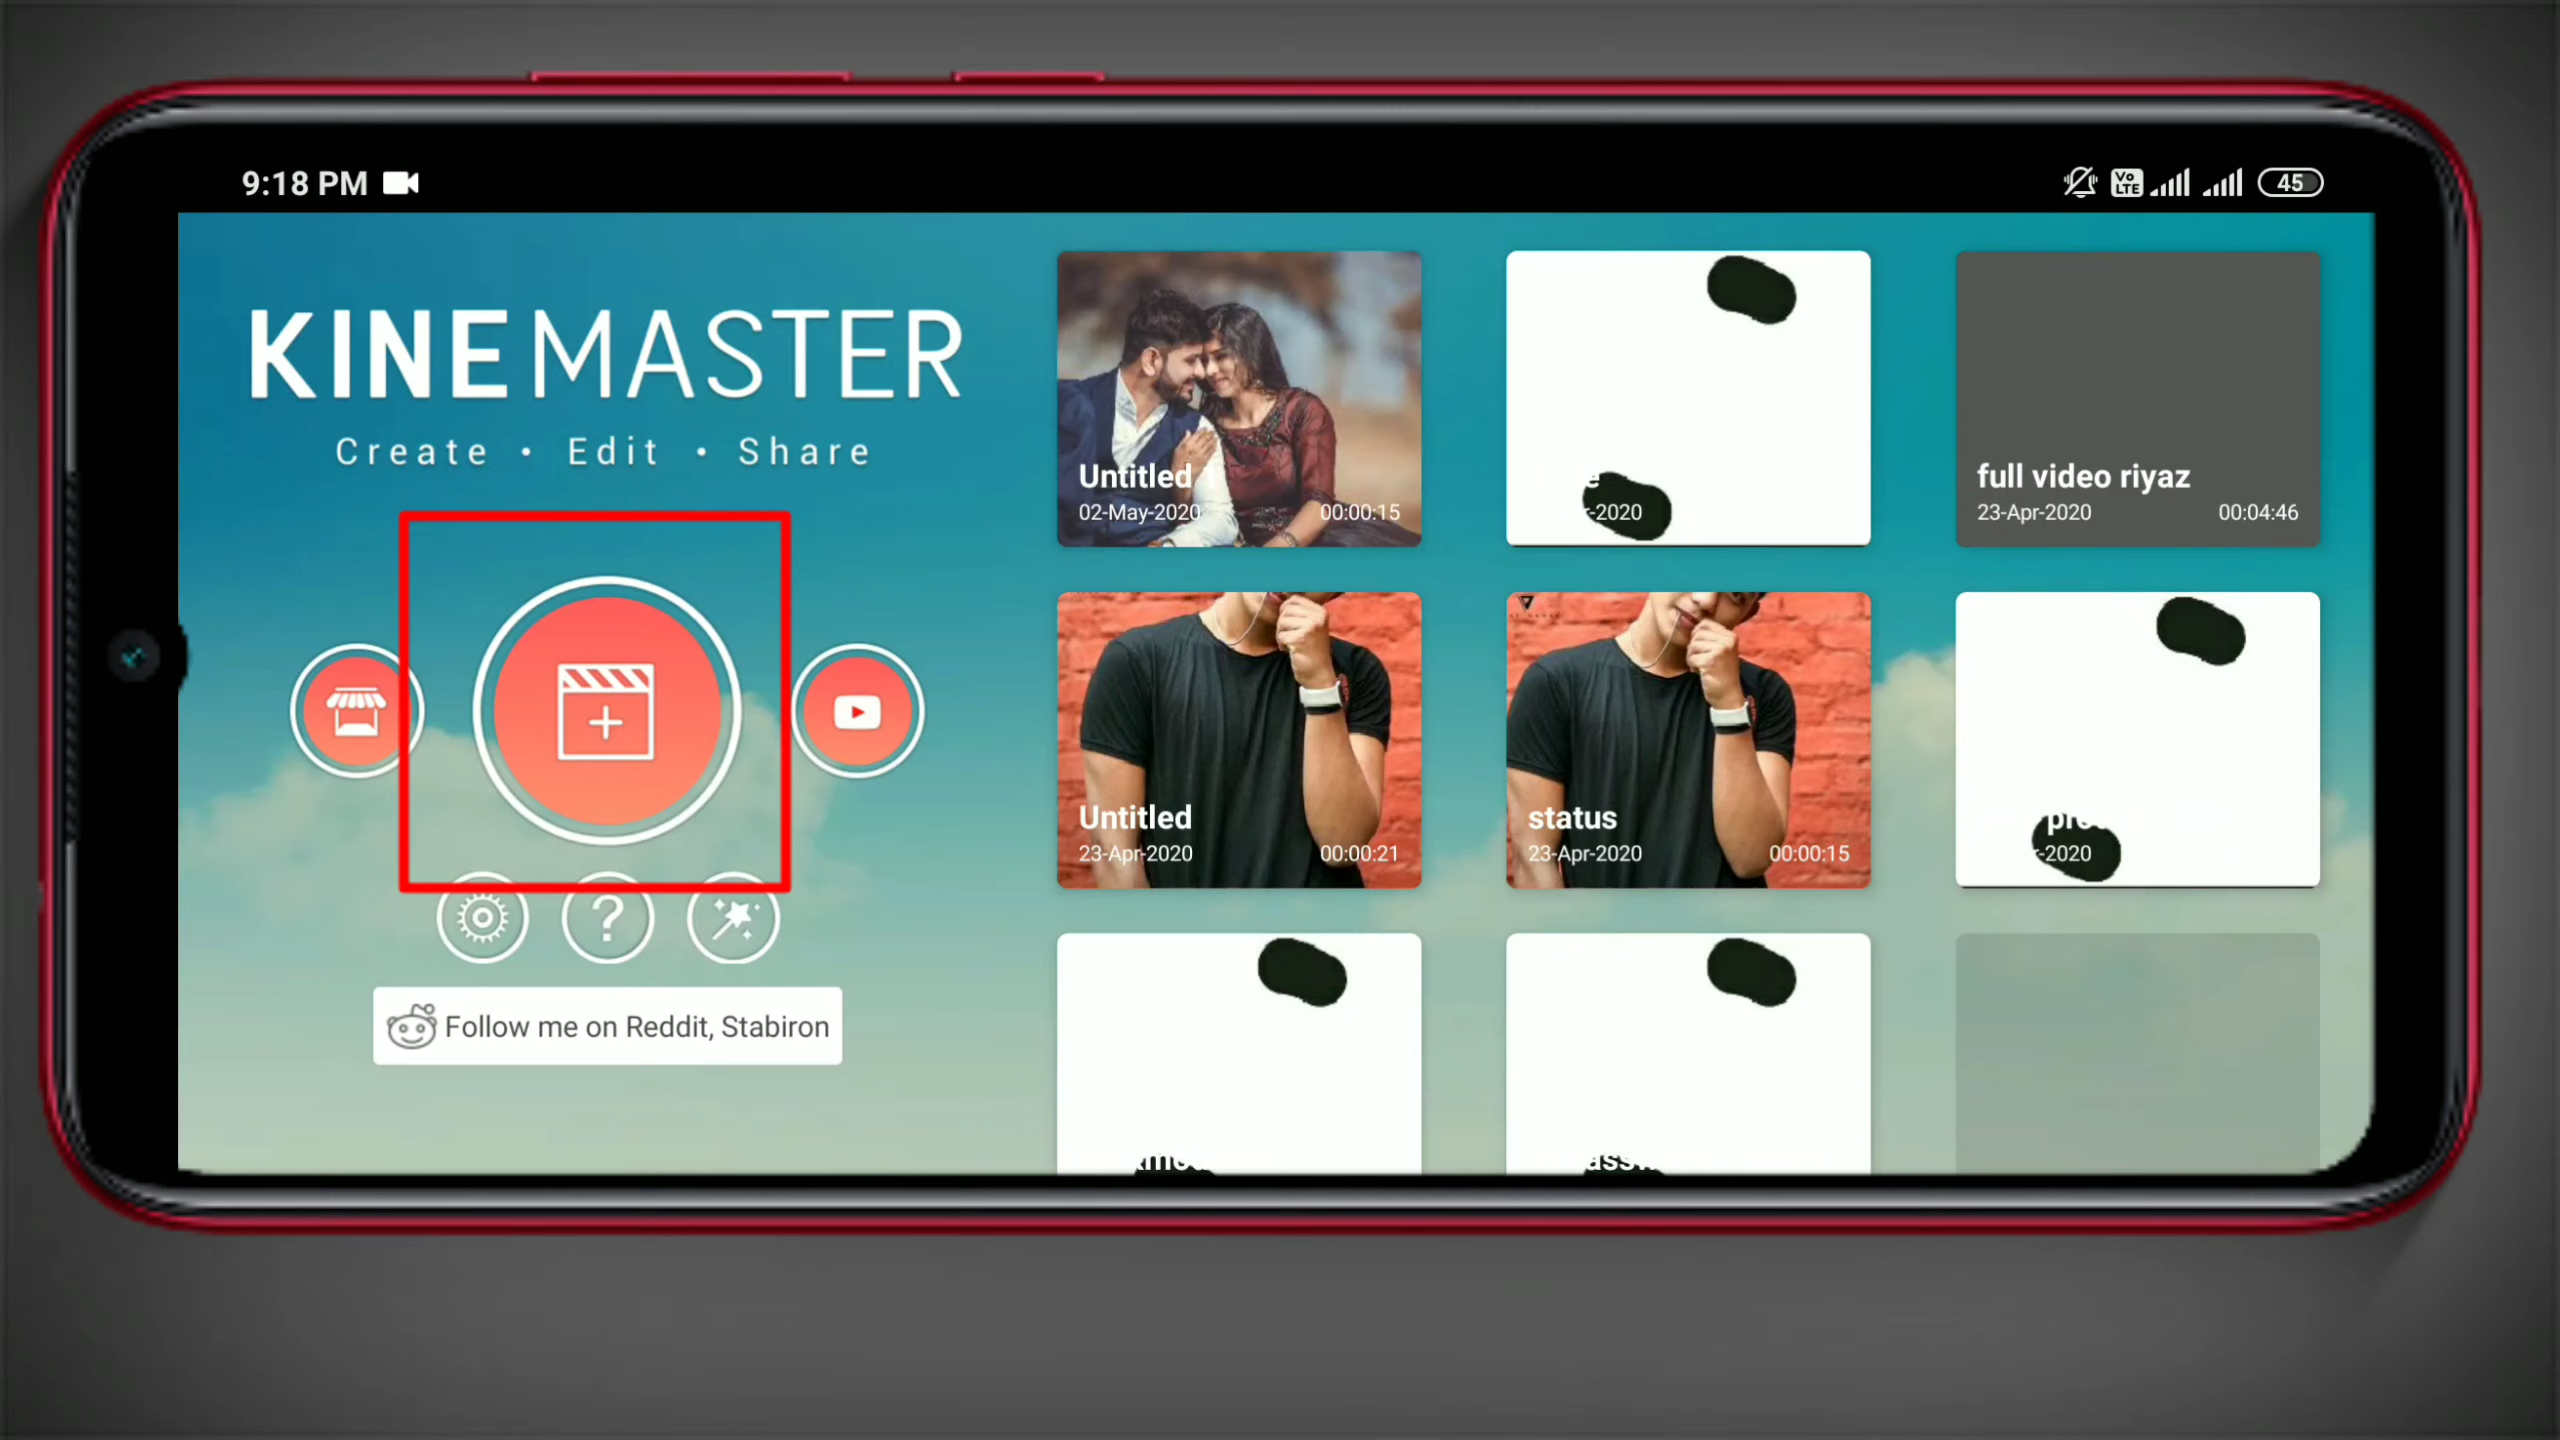 9:18 PM
Vo LTE
45
KINEMASTER
Create • Edit • Share
Untitled
02-May-2020 00:00:15
-2020
full video riyaz
23-Apr-2020 00:04:46
Untitled
23-Apr-2020 00:00:21
status
23-Apr-2020 00:00:15
-2020
?
Follow me on Reddit, Stabiron